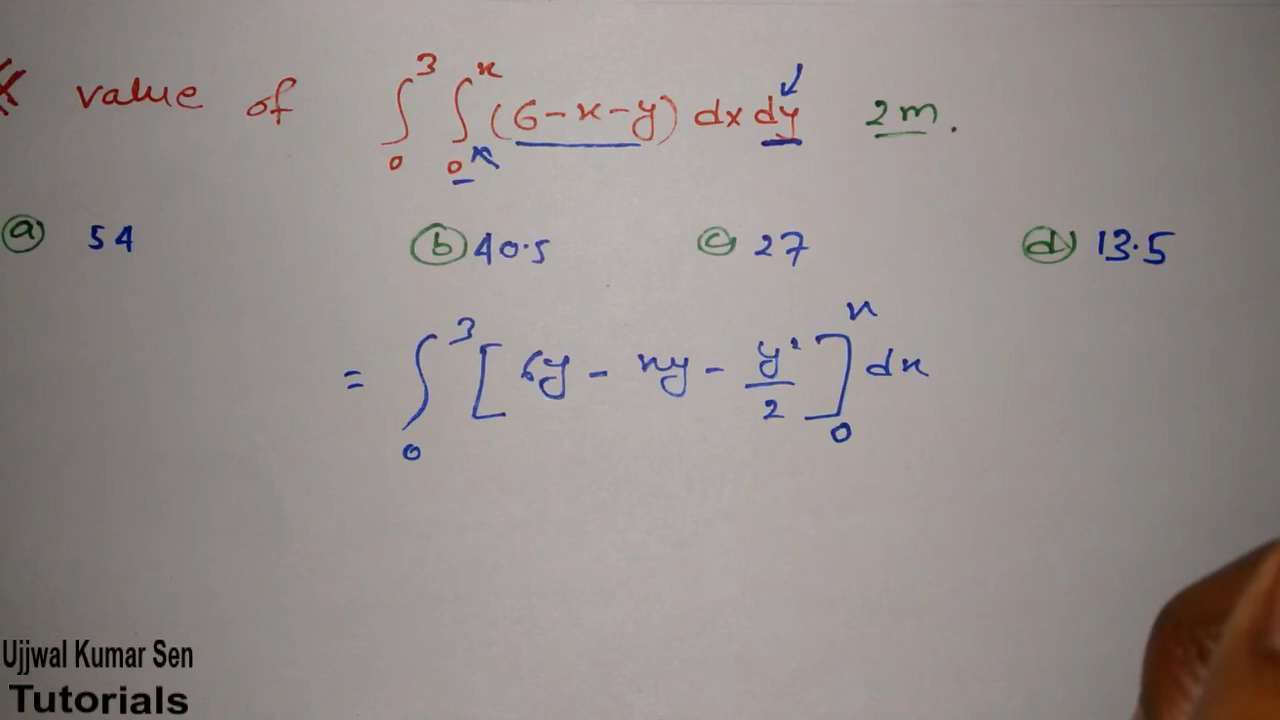 value of ∫₀³ ∫₀ˣ (6-x-y) dx dy 2m.
x
(a) 54 (b) 40.5 (c) 27 (d) 13.5
= ∫₀³ [6y - xy - y²/2]₀ˣ dx
Ujjwal Kumar Sen
Tutorials